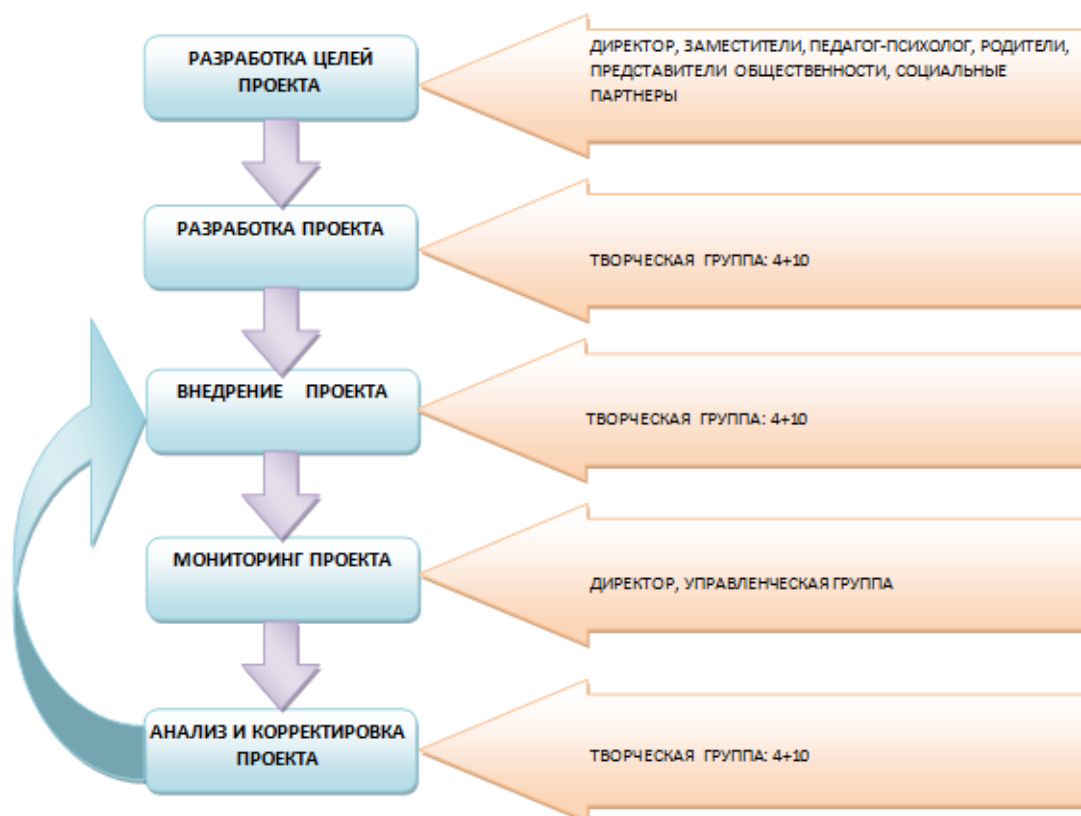 РАЗРАБОТКА ЦЕЛЕЙ
ПРОЕКТА
ДИРЕКТОР, ЗАМЕСТИТЕЛИ, ПЕДАГОГ-ПСИХОЛОГ, РОДИТЕЛИ,
ПРЕДСТАВИТЕЛИ ОБЩЕСТВЕННОСТИ, СОЦИАЛЬНЫЕ
ПАРТНЕРЫ
РАЗРАБОТКА ПРОЕКТА
ТВОРЧЕСКАЯ ГРУППА: 4+10
ВНЕДРЕНИЕ ПРОЕКТА
ТВОРЧЕСКАЯ ГРУППА: 4+10
МОНИТОРИНГ ПРОЕКТА
ДИРЕКТОР, УПРАВЛЕНЧЕСКАЯ ГРУППА
АНАЛИЗ И КОРРЕКТИРОВКА
ПРОЕКТА
ТВОРЧЕСКАЯ ГРУППА: 4+10